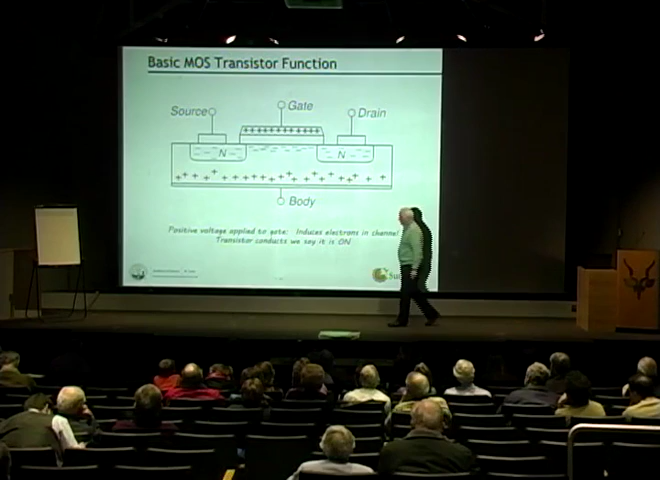 Basic MOS Transistor Function
Source
Gate
Drain
N
N
Body
Positive voltage applied to gate: Induces electrons in channel
Transistor conducts we say it is ON